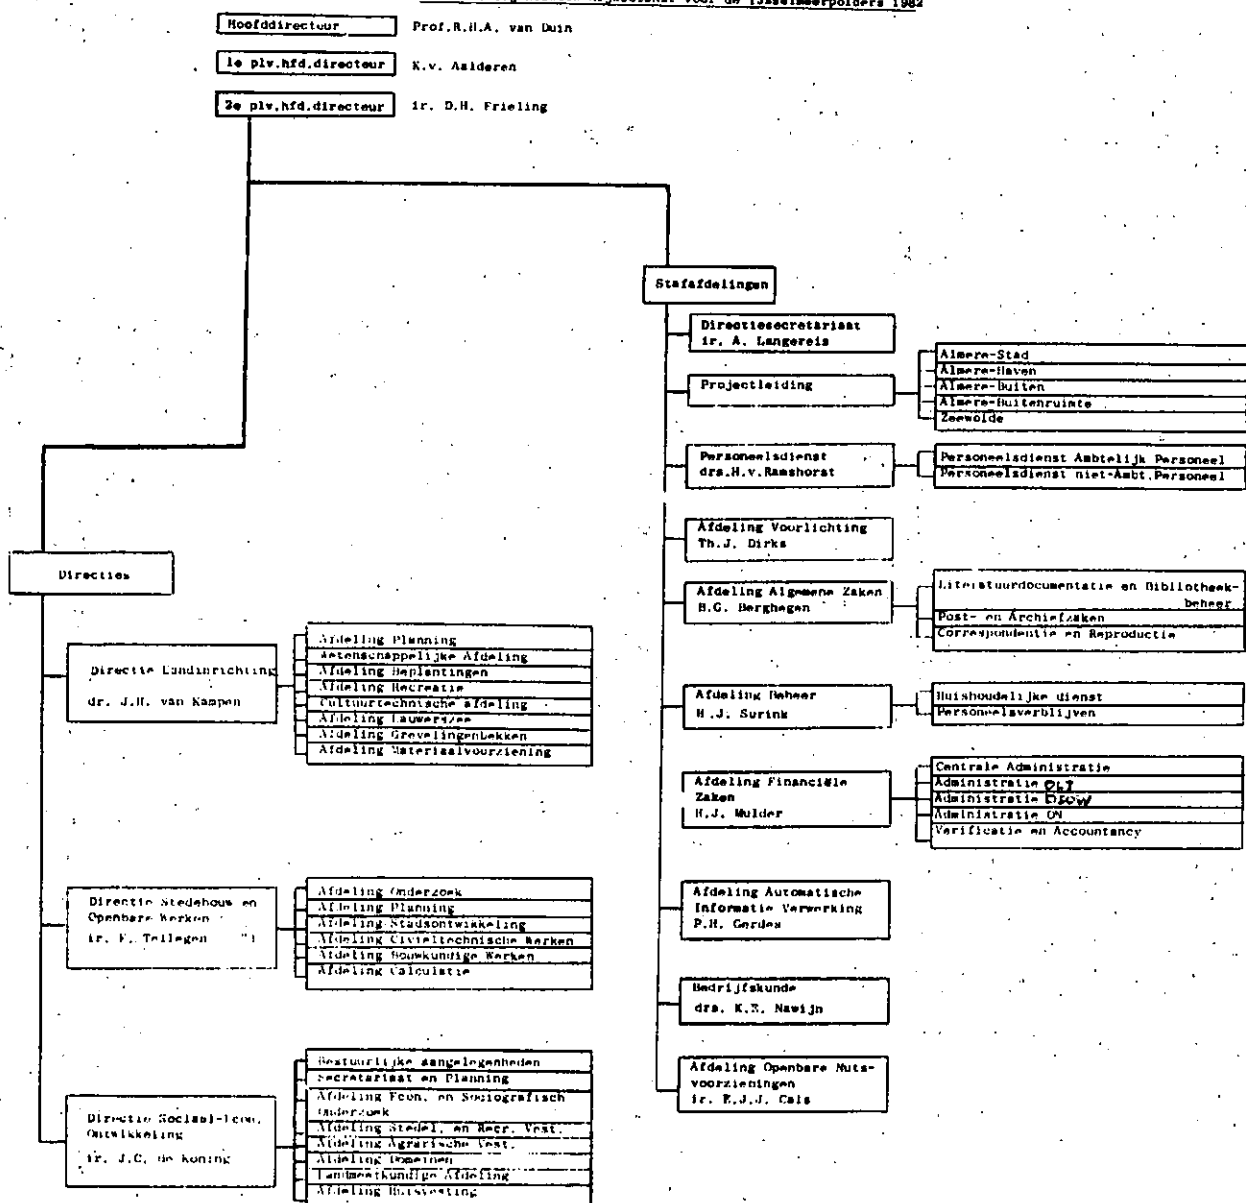 voor de IJsselmeerpolders 1982
Hoofddirecteur Prof.R.H.A. van Duin
1e plv.hfd.directeur K.v. Aalderen
2e plv.hfd.directeur ir. D.H. Frieling
Stafafdelingen
Directiesecretariaat
ir. A. Langereis
Projectleiding
Almere-Stad
Almere-Haven
Almere-Buiten
Almere-Buitenruimte
Zeewolde
Personeelsdienst
drs.H.v.Ramshorst
Personeelsdienst Ambtelijk Personeel
Personeelsdienst niet-Ambt.Personeel
Afdeling Voorlichting
Th.J. Dirks
Afdeling Algemene Zaken
B.G. Berghegen
Literatuurdocumentatie en Bibliotheek-
beheer
Post- en Archiefzaken
Correspondentie en Reproductie
Afdeling Beheer
H.J. Surink
Huishoudelijke dienst
Personeelsverblijven
Afdeling Financiële
Zaken
H.J. Mulder
Centrale Administratie
Administratie DLI
Administratie DSOW
Administratie ON
Verificatie en Accountancy
Afdeling Automatische
Informatie Verwerking
P.H. Gerdes
Bedrijfskunde
drs. K.E. Nawijn
Afdeling Openbare Nuts-
voorzieningen
ir. E.J.J. Cals
Directies
Directie Landinrichting
dr. J.H. van Kampen
Afdeling Planning
Wetenschappelijke Afdeling
Afdeling Beplantingen
Afdeling Recreatie
Cultuurtechnische afdeling
Afdeling Lauwerszee
Afdeling Grevelingenbekken
Afdeling Materiaalvoorziening
Directie Stedebouw en
Openbare Werken
ir. F. Tellegen
Afdeling Onderzoek
Afdeling Planning
Afdeling Stadsontwikkeling
Afdeling Civieltechnische Werken
Afdeling Bouwkundige Werken
Afdeling Calculatie
Directie Sociaal-Econ.
Ontwikkeling
ir. J.C. de Koning
Bestuurlijke aangelegenheden
Secretariaat en Planning
Afdeling Econ. en Sociografisch
Onderzoek
Afdeling Stedel. en Recr. Vest.
Afdeling Agrarische Vest.
Afdeling Domeinen
Landmeetkundige Afdeling
Afdeling Huisvesting